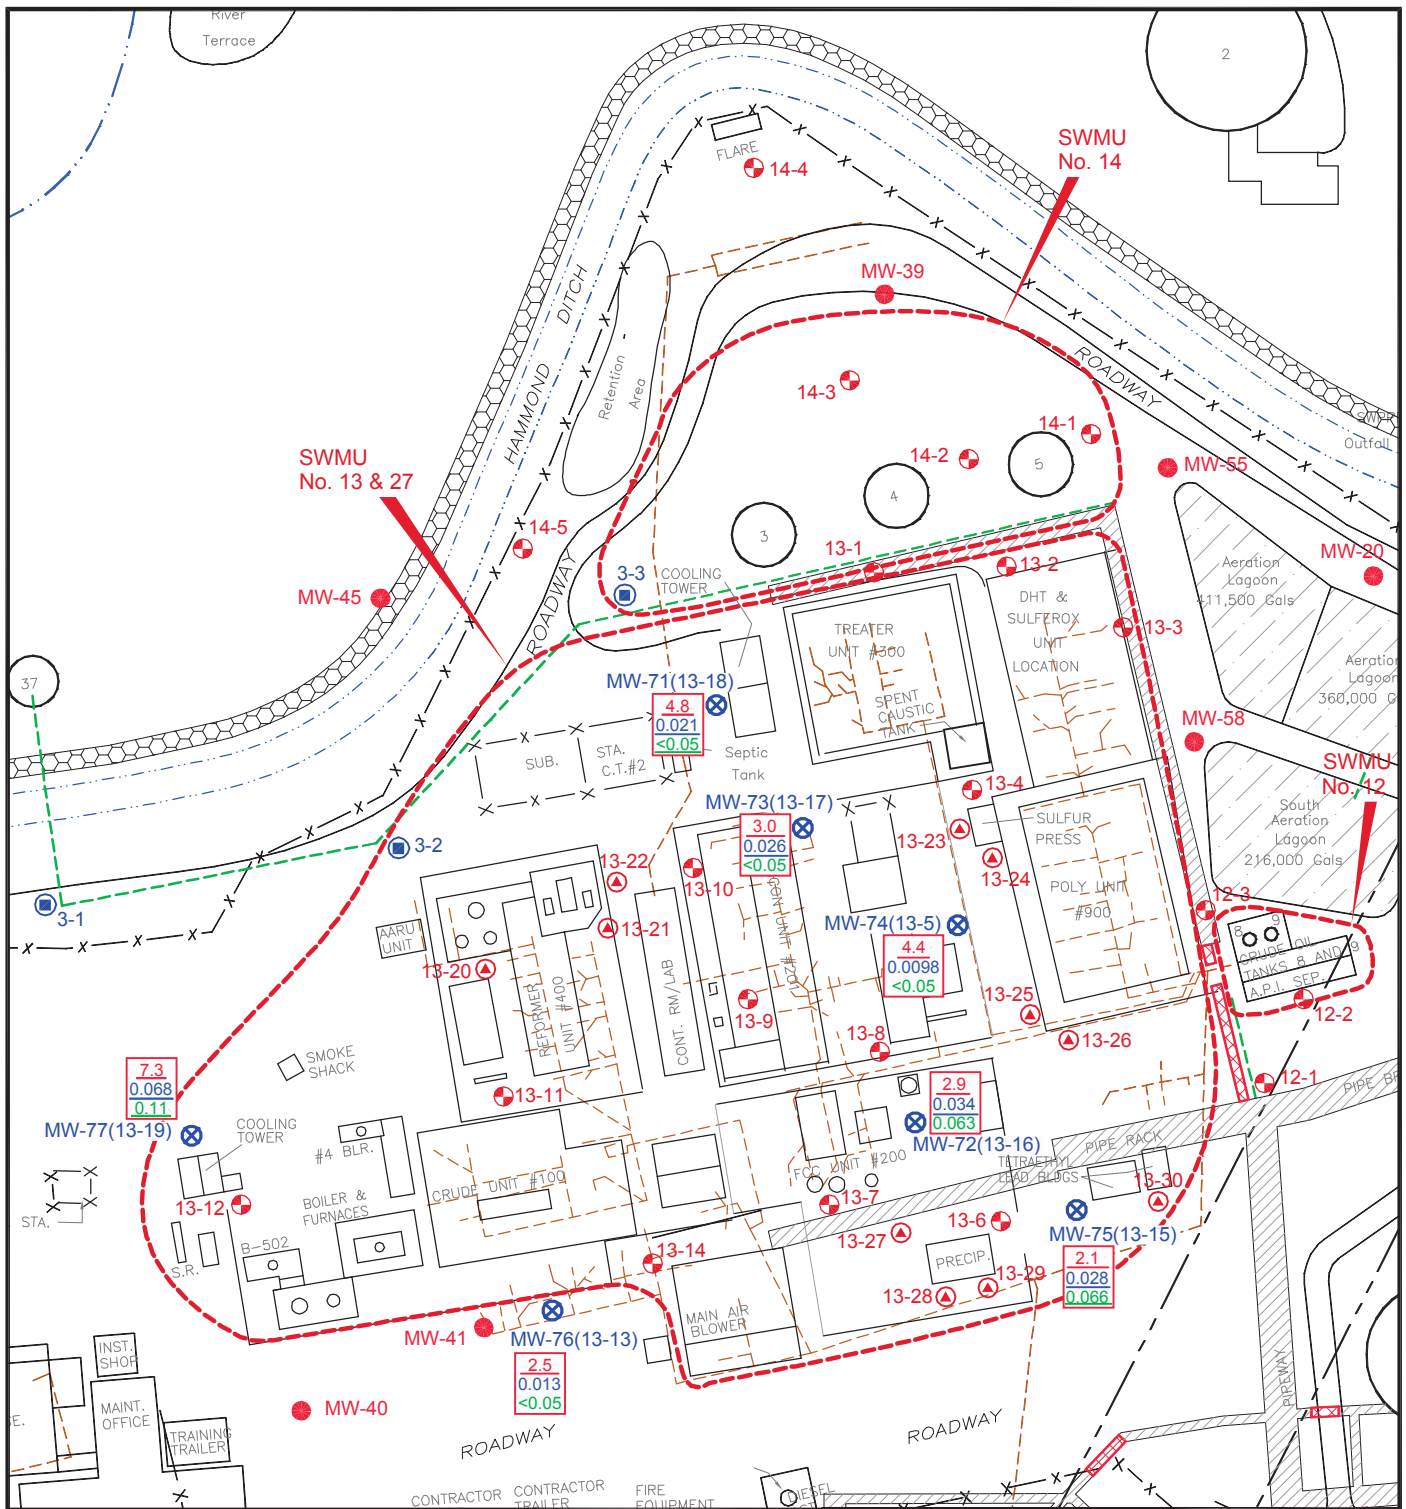 River
Terrace
2
SWMU
No. 14
FLARE
14-4
MW-39
HAMMOND DITCH
Retention
Area
ROADWAY
14-3
14-1
14-2
5
4
3
MW-55
Outfall
SWMU
No. 13 & 27
14-5
MW-45
ROADWAY
3-3
COOLING
TOWER
13-1
13-2
13-3
MW-20
Aeration
Lagoon
411,500 Gals
DHT &
SULFEROX
UNIT
LOCATION
TREATER
UNIT #300
SPENT
CAUSTIC
TANK
37
Lagoon
360,000
MW-71(13-18)
4.8
0.021
<0.05
SUB.
STA.
C.T.#2
Septic
Tank
MW-58
SWMU
No. 12
MW-73(13-17)
3.0
0.026
<0.05
13-4
13-23
SULFUR
PRESS
13-24
South
Aeration
Lagoon
216,000 Gals
3-2
3-1
13-22
13-10
13-21
POLY UNIT
#900
12-3
AARU
UNIT
MW-74(13-5)
4.4
0.0098
<0.05
8
9
CRUDE OIL
TANKS 8 AND 9
A.P.I. SEP.
13-20
REFORMER
UNIT #400
CONT. RM/LAB
UNIT #201
13-9
13-25
13-8
13-26
12-2
SMOKE
SHACK
13-11
12-1
PIPE
7.3
0.068
0.11
MW-77(13-19)
COOLING
TOWER
#4 BLR.
2.9
0.034
0.063
MW-72(13-16)
PIPE RACK
FCC UNIT #200
TETRAETHYL
LEAD BLDGS
CRUDE UNIT #100
BOILER &
FURNACES
13-12
13-7
13-30
STA.
13-6
MW-75(13-15)
2.1
0.028
0.066
13-27
B-502
S.R.
13-14
PRECIP.
13-29
13-28
MAIN AIR
BLOWER
MW-41
MW-76(13-13)
2.5
0.013
<0.05
INST.
SHOP
MW-40
MAINT.
OFFICE
TRAINING
TRAILER
ROADWAY
ROADWAY
PIPEWAY
CONTRACTOR
CONTRACTOR
TRAILER
FIRE
EQUIPMENT
DIESEL